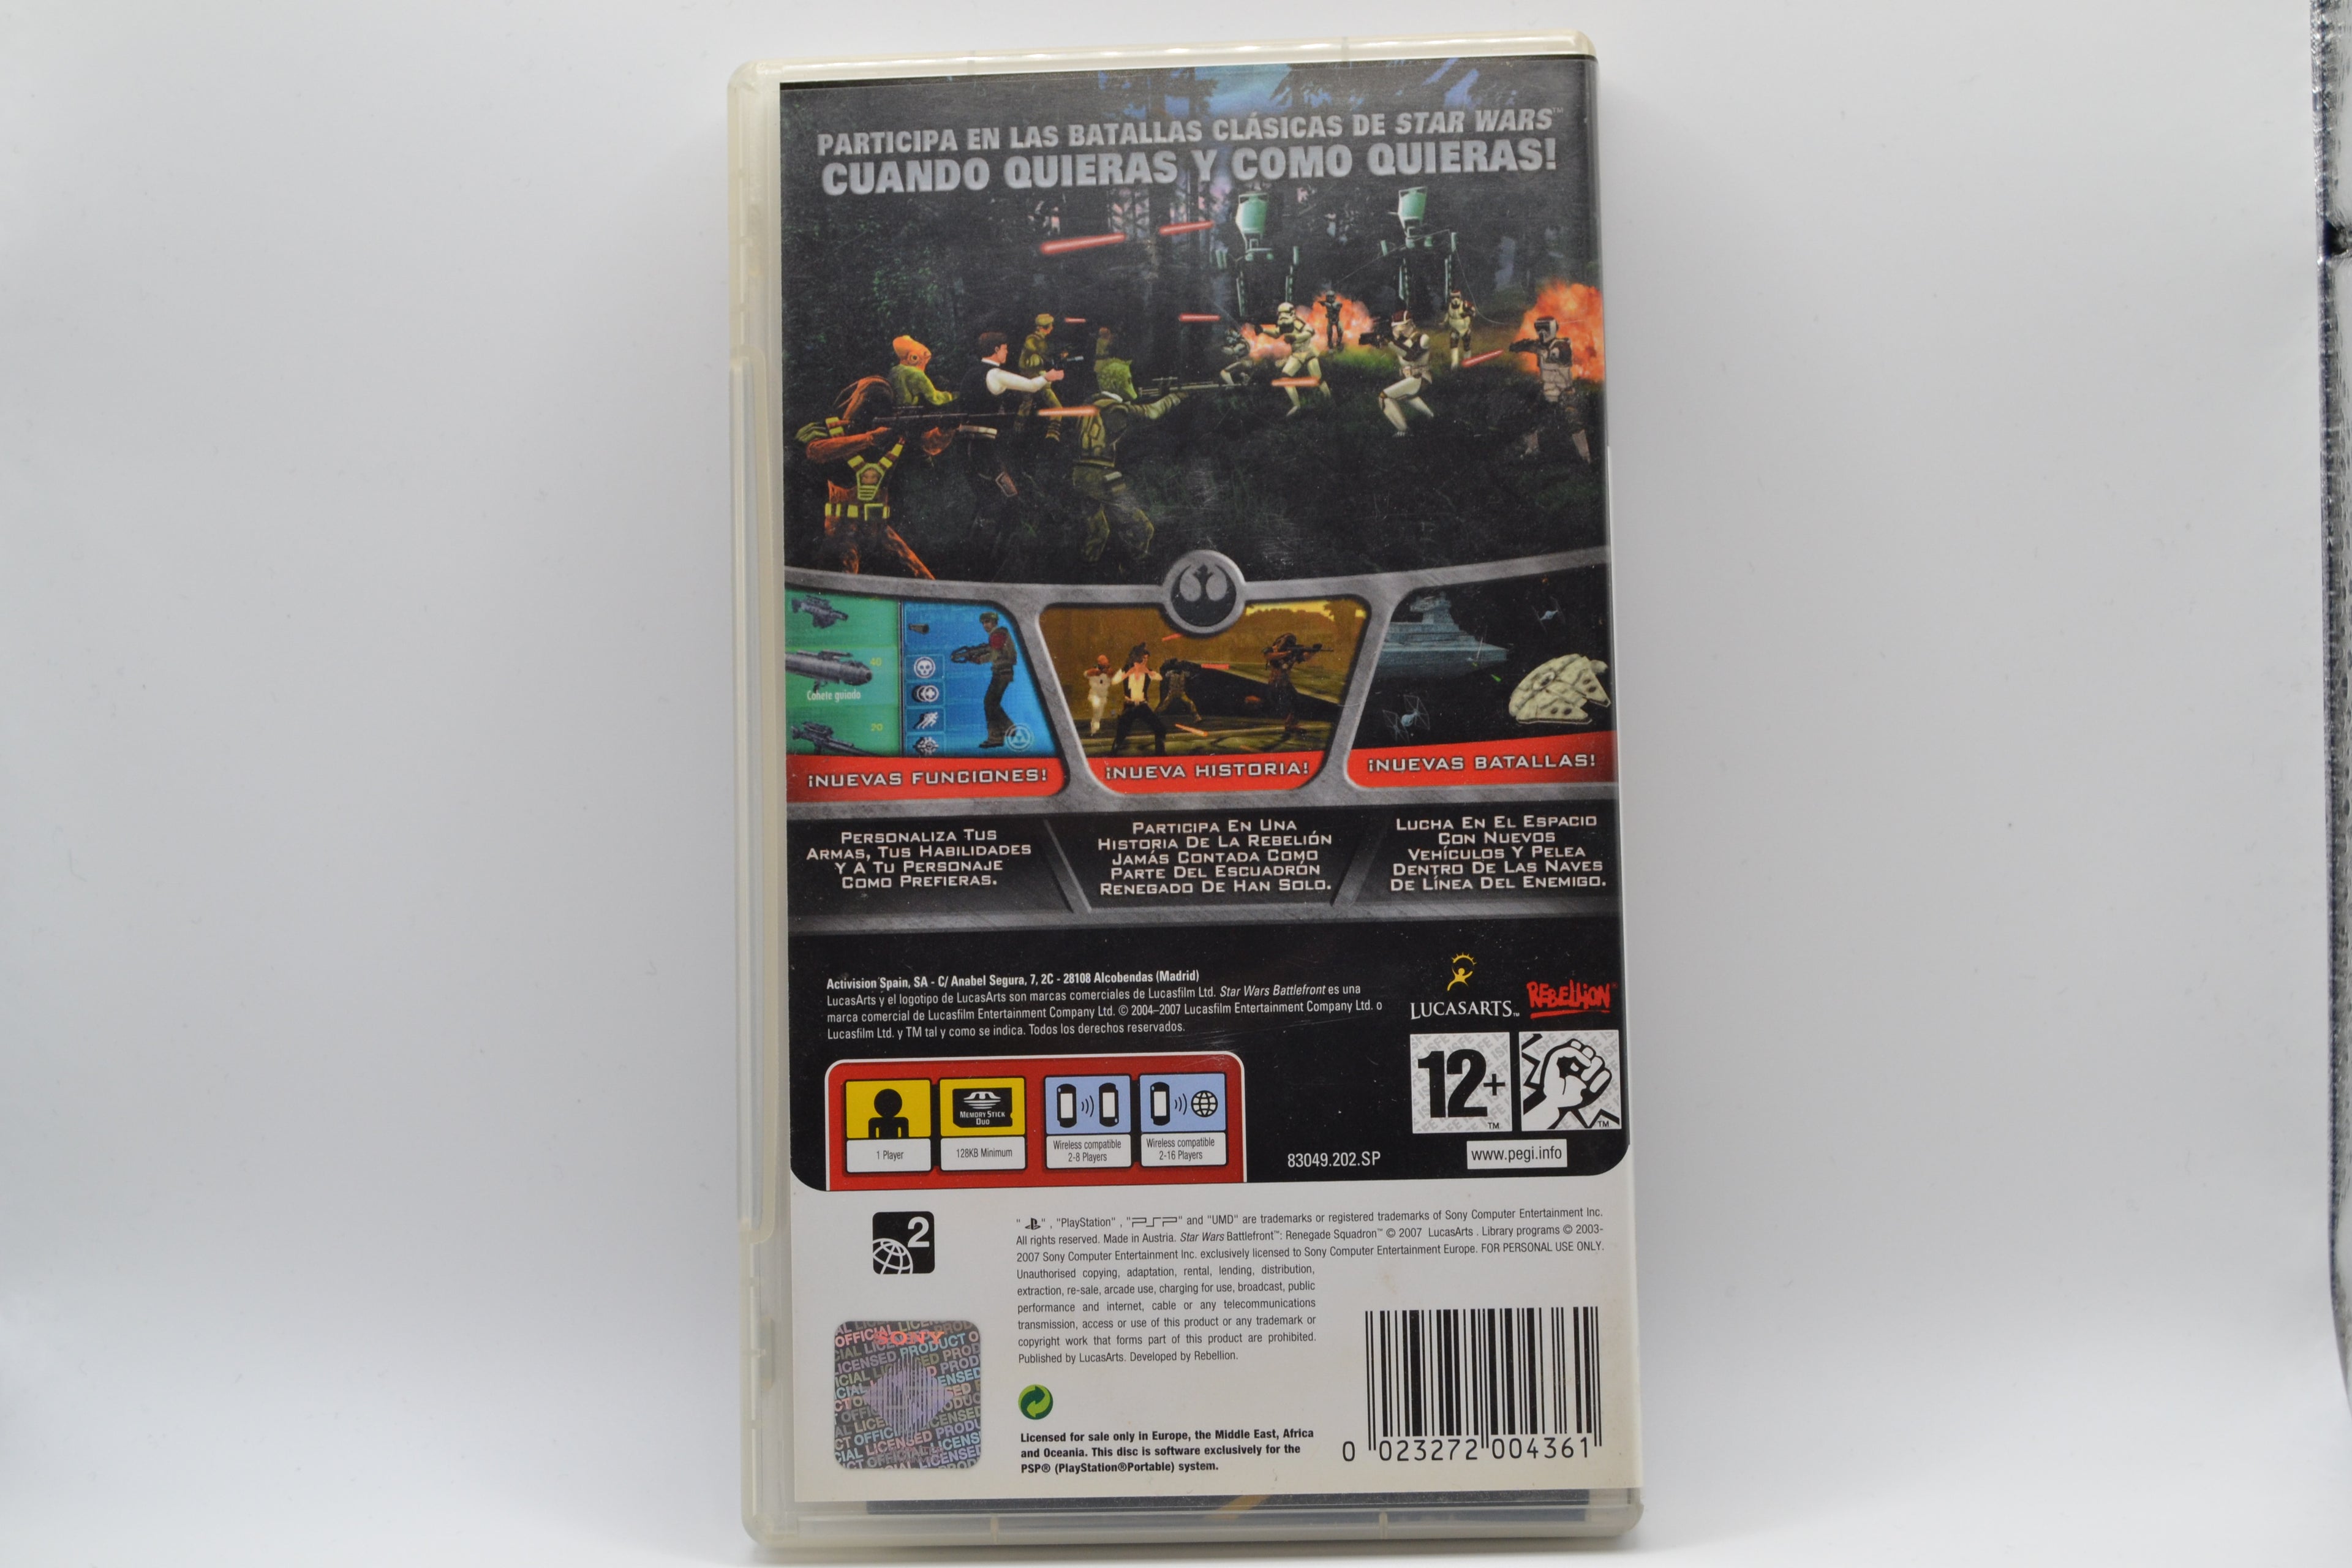 PARTICIPA EN LAS BATALLAS CLÁSICAS DE STAR WARS™
CUANDO QUIERAS Y COMO QUIERAS!
40
Cohete guiado
20
¡NUEVAS FUNCIONES!
¡NUEVA HISTORIA!
¡NUEVAS BATALLAS!
PERSONALIZA TUS
ARMAS, TUS HABILIDADES
Y A TU PERSONAJE
COMO PREFIERAS.
PARTICIPA EN UNA
HISTORIA DE LA REBELIÓN
JAMÁS CONTADA COMO
PARTE DEL ESCUADRÓN
RENEGADO DE HAN SOLO.
LUCHA EN EL ESPACIO
CON NUEVOS
VEHÍCULOS Y PELEA
DENTRO DE LAS NAVES
DE LÍNEA DEL ENEMIGO.
Activision Spain, SA - C/ Anabel Segura, 7, 2C - 28108 Alcobendas (Madrid)
LucasArts y el logotipo de LucasArts son marcas comerciales de Lucasfilm Ltd. Star Wars Battlefront es una
marca comercial de Lucasfilm Entertainment Company Ltd. © 2004–2007 Lucasfilm Entertainment Company Ltd. o
Lucasfilm Ltd. y TM tal y como se indica. Todos los derechos reservados.
LUCASARTS™
REBELLION™
12+
™
™
www.pegi.info
MEMORY STICK
DUO
1 Player
128KB Minimum
Wireless compatible
2-8 Players
Wireless compatible
2-16 Players
83049.202.SP
2
" ", "PlayStation", "PSP" and "UMD" are trademarks or registered trademarks of Sony Computer Entertainment Inc.
All rights reserved. Made in Austria. Star Wars Battlefront™: Renegade Squadron™ © 2007 LucasArts . Library programs © 2003-
2007 Sony Computer Entertainment Inc. exclusively licensed to Sony Computer Entertainment Europe. FOR PERSONAL USE ONLY.
Unauthorised copying, adaptation, rental, lending, distribution,
extraction, re-sale, arcade use, charging for use, broadcast, public
performance and internet, cable or any telecommunications
transmission, access or use of this product or any trademark or
copyright work that forms part of this product are prohibited.
Published by LucasArts. Developed by Rebellion.
SONY
OFFICIAL LICENSED PRODUCT
Licensed for sale only in Europe, the Middle East, Africa
and Oceania. This disc is software exclusively for the
PSP® (PlayStation®Portable) system.
0 023272 004361